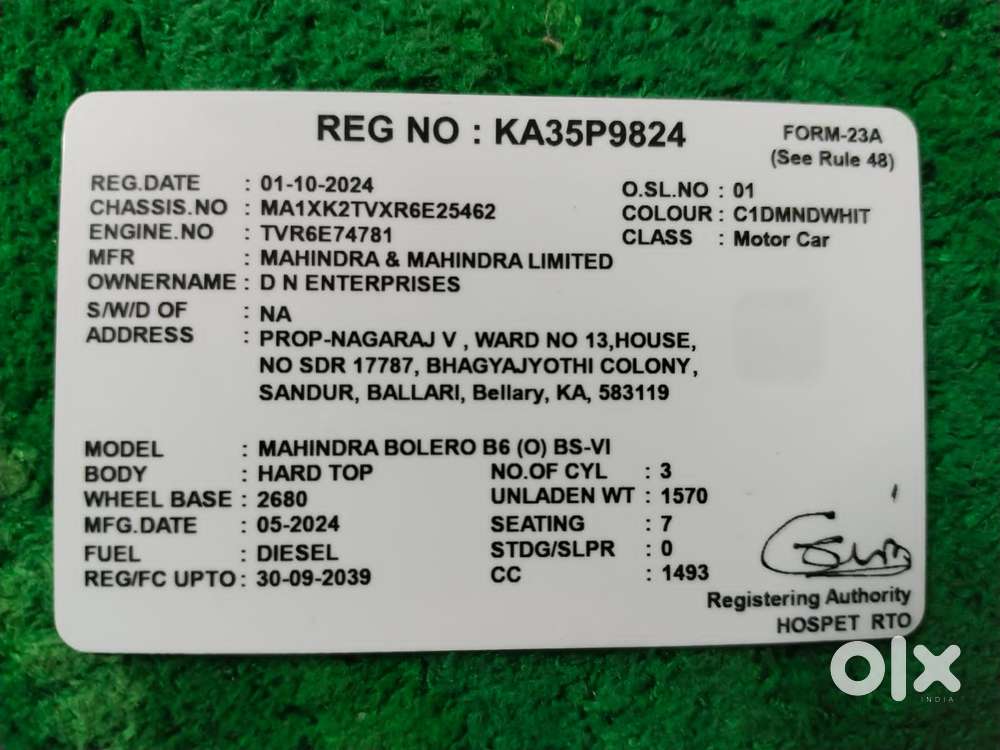 REG NO : KA35P9824
FORM-23A
(See Rule 48)
REG.DATE : 01-10-2024
O.SL.NO : 01
CHASSIS.NO : MA1XK2TVXR6E25462
COLOUR : C1DMNDWHIT
ENGINE.NO : TVR6E74781
CLASS : Motor Car
MFR : MAHINDRA & MAHINDRA LIMITED
OWNERNAME : D N ENTERPRISES
S/W/D OF : NA
ADDRESS : PROP-NAGARAJ V , WARD NO 13,HOUSE,
NO SDR 17787, BHAGYAJYOTHI COLONY,
SANDUR, BALLARI, Bellary, KA, 583119
MODEL : MAHINDRA BOLERO B6 (O) BS-VI
BODY : HARD TOP
NO.OF CYL : 3
WHEEL BASE : 2680
UNLADEN WT : 1570
MFG.DATE : 05-2024
SEATING : 7
FUEL : DIESEL
STDG/SLPR : 0
REG/FC UPTO : 30-09-2039
CC : 1493
Registering Authority
HOSPET RTO
olx
INDIA